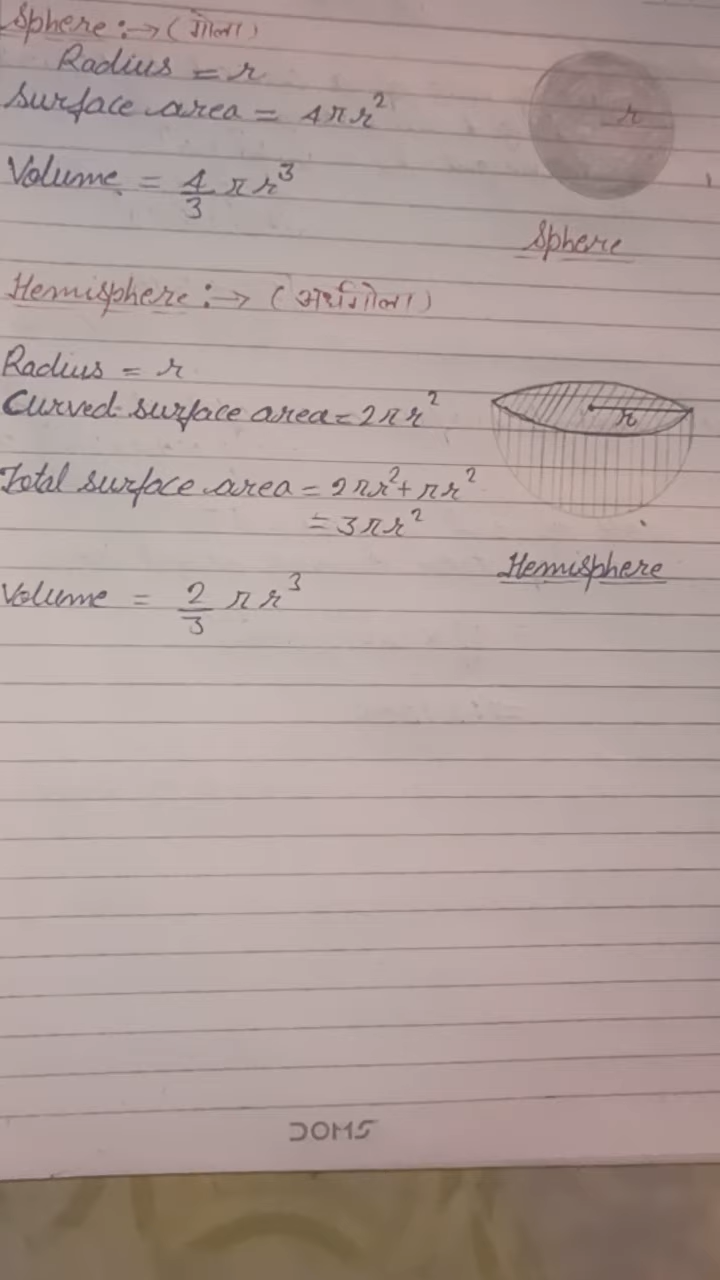 Sphere :→ (गोला)
Radius = r
Surface area = 4πr²
r
Volume = 4/3 πr³
Sphere
Hemisphere :→ (अर्धगोला)
Radius = r
Curved surface area = 2πr²
r
Total surface area = 2πr² + πr²
= 3πr²
Hemisphere
Volume = 2/3 πr³
DOMS